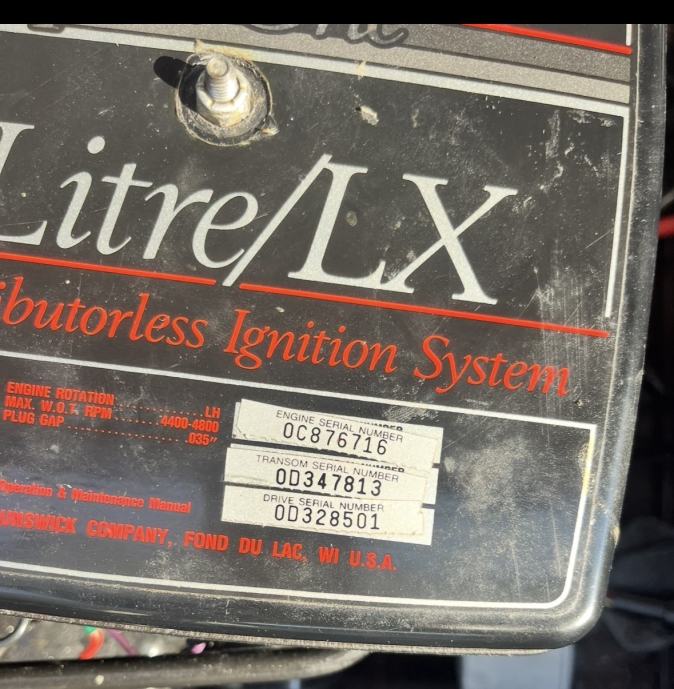 Litre/LX
ibutorless Ignition System
ENGINE ROTATION LH
MAX. W.O.T. RPM 4400-4800
PLUG GAP .035"
ENGINE SERIAL NUMBER
0C876716
TRANSOM SERIAL NUMBER
0D347813
DRIVE SERIAL NUMBER
0D328501
Operation & Maintenance Manual
UNSWICK COMPANY, FOND DU LAC, WI U.S.A.